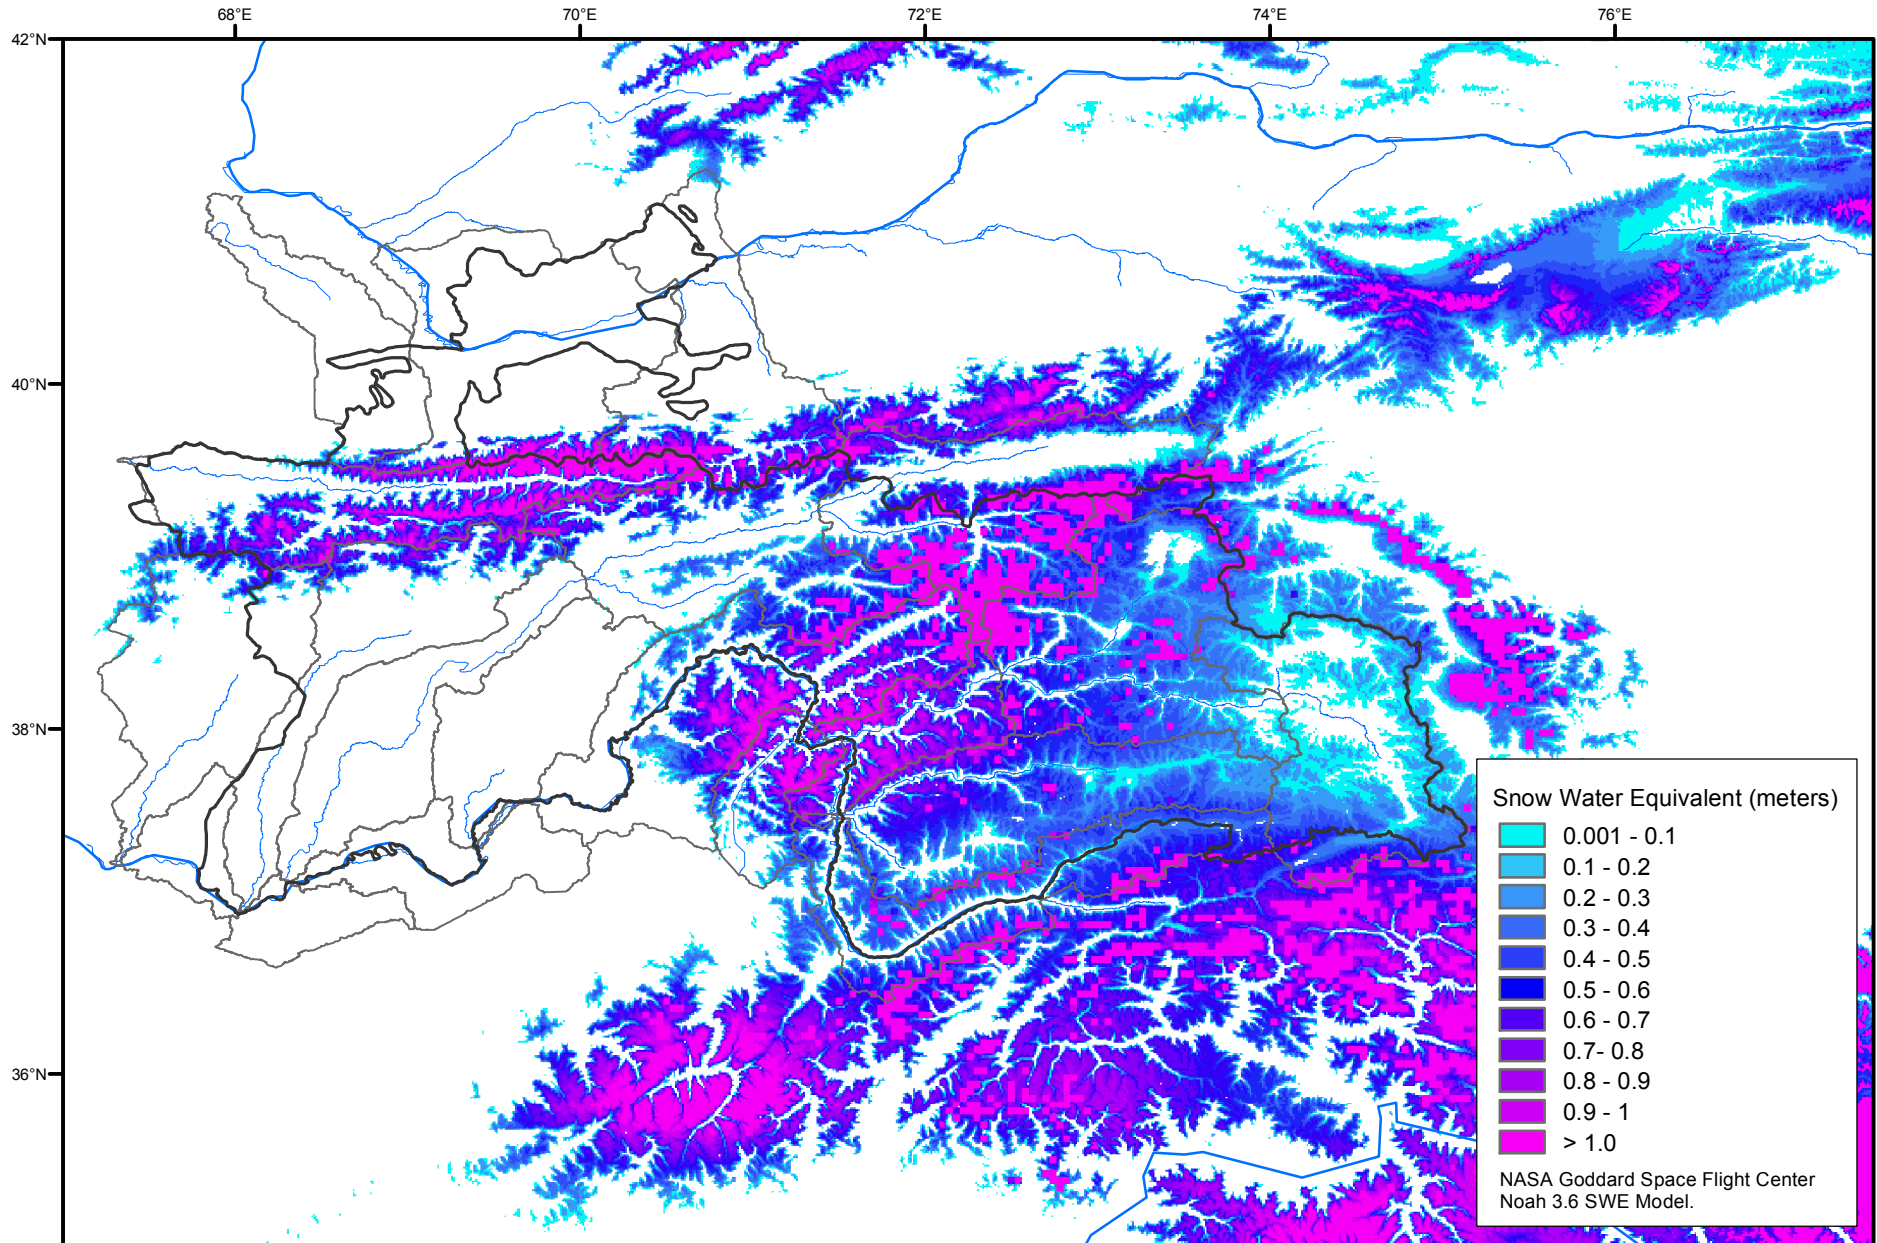 68°E
70°E
72°E
74°E
76°E
42°N
40°N
38°N
36°N
Snow Water Equivalent (meters)
0.001 - 0.1
0.1 - 0.2
0.2 - 0.3
0.3 - 0.4
0.4 - 0.5
0.5 - 0.6
0.6 - 0.7
0.7- 0.8
0.8 - 0.9
0.9 - 1
> 1.0
NASA Goddard Space Flight Center
Noah 3.6 SWE Model.